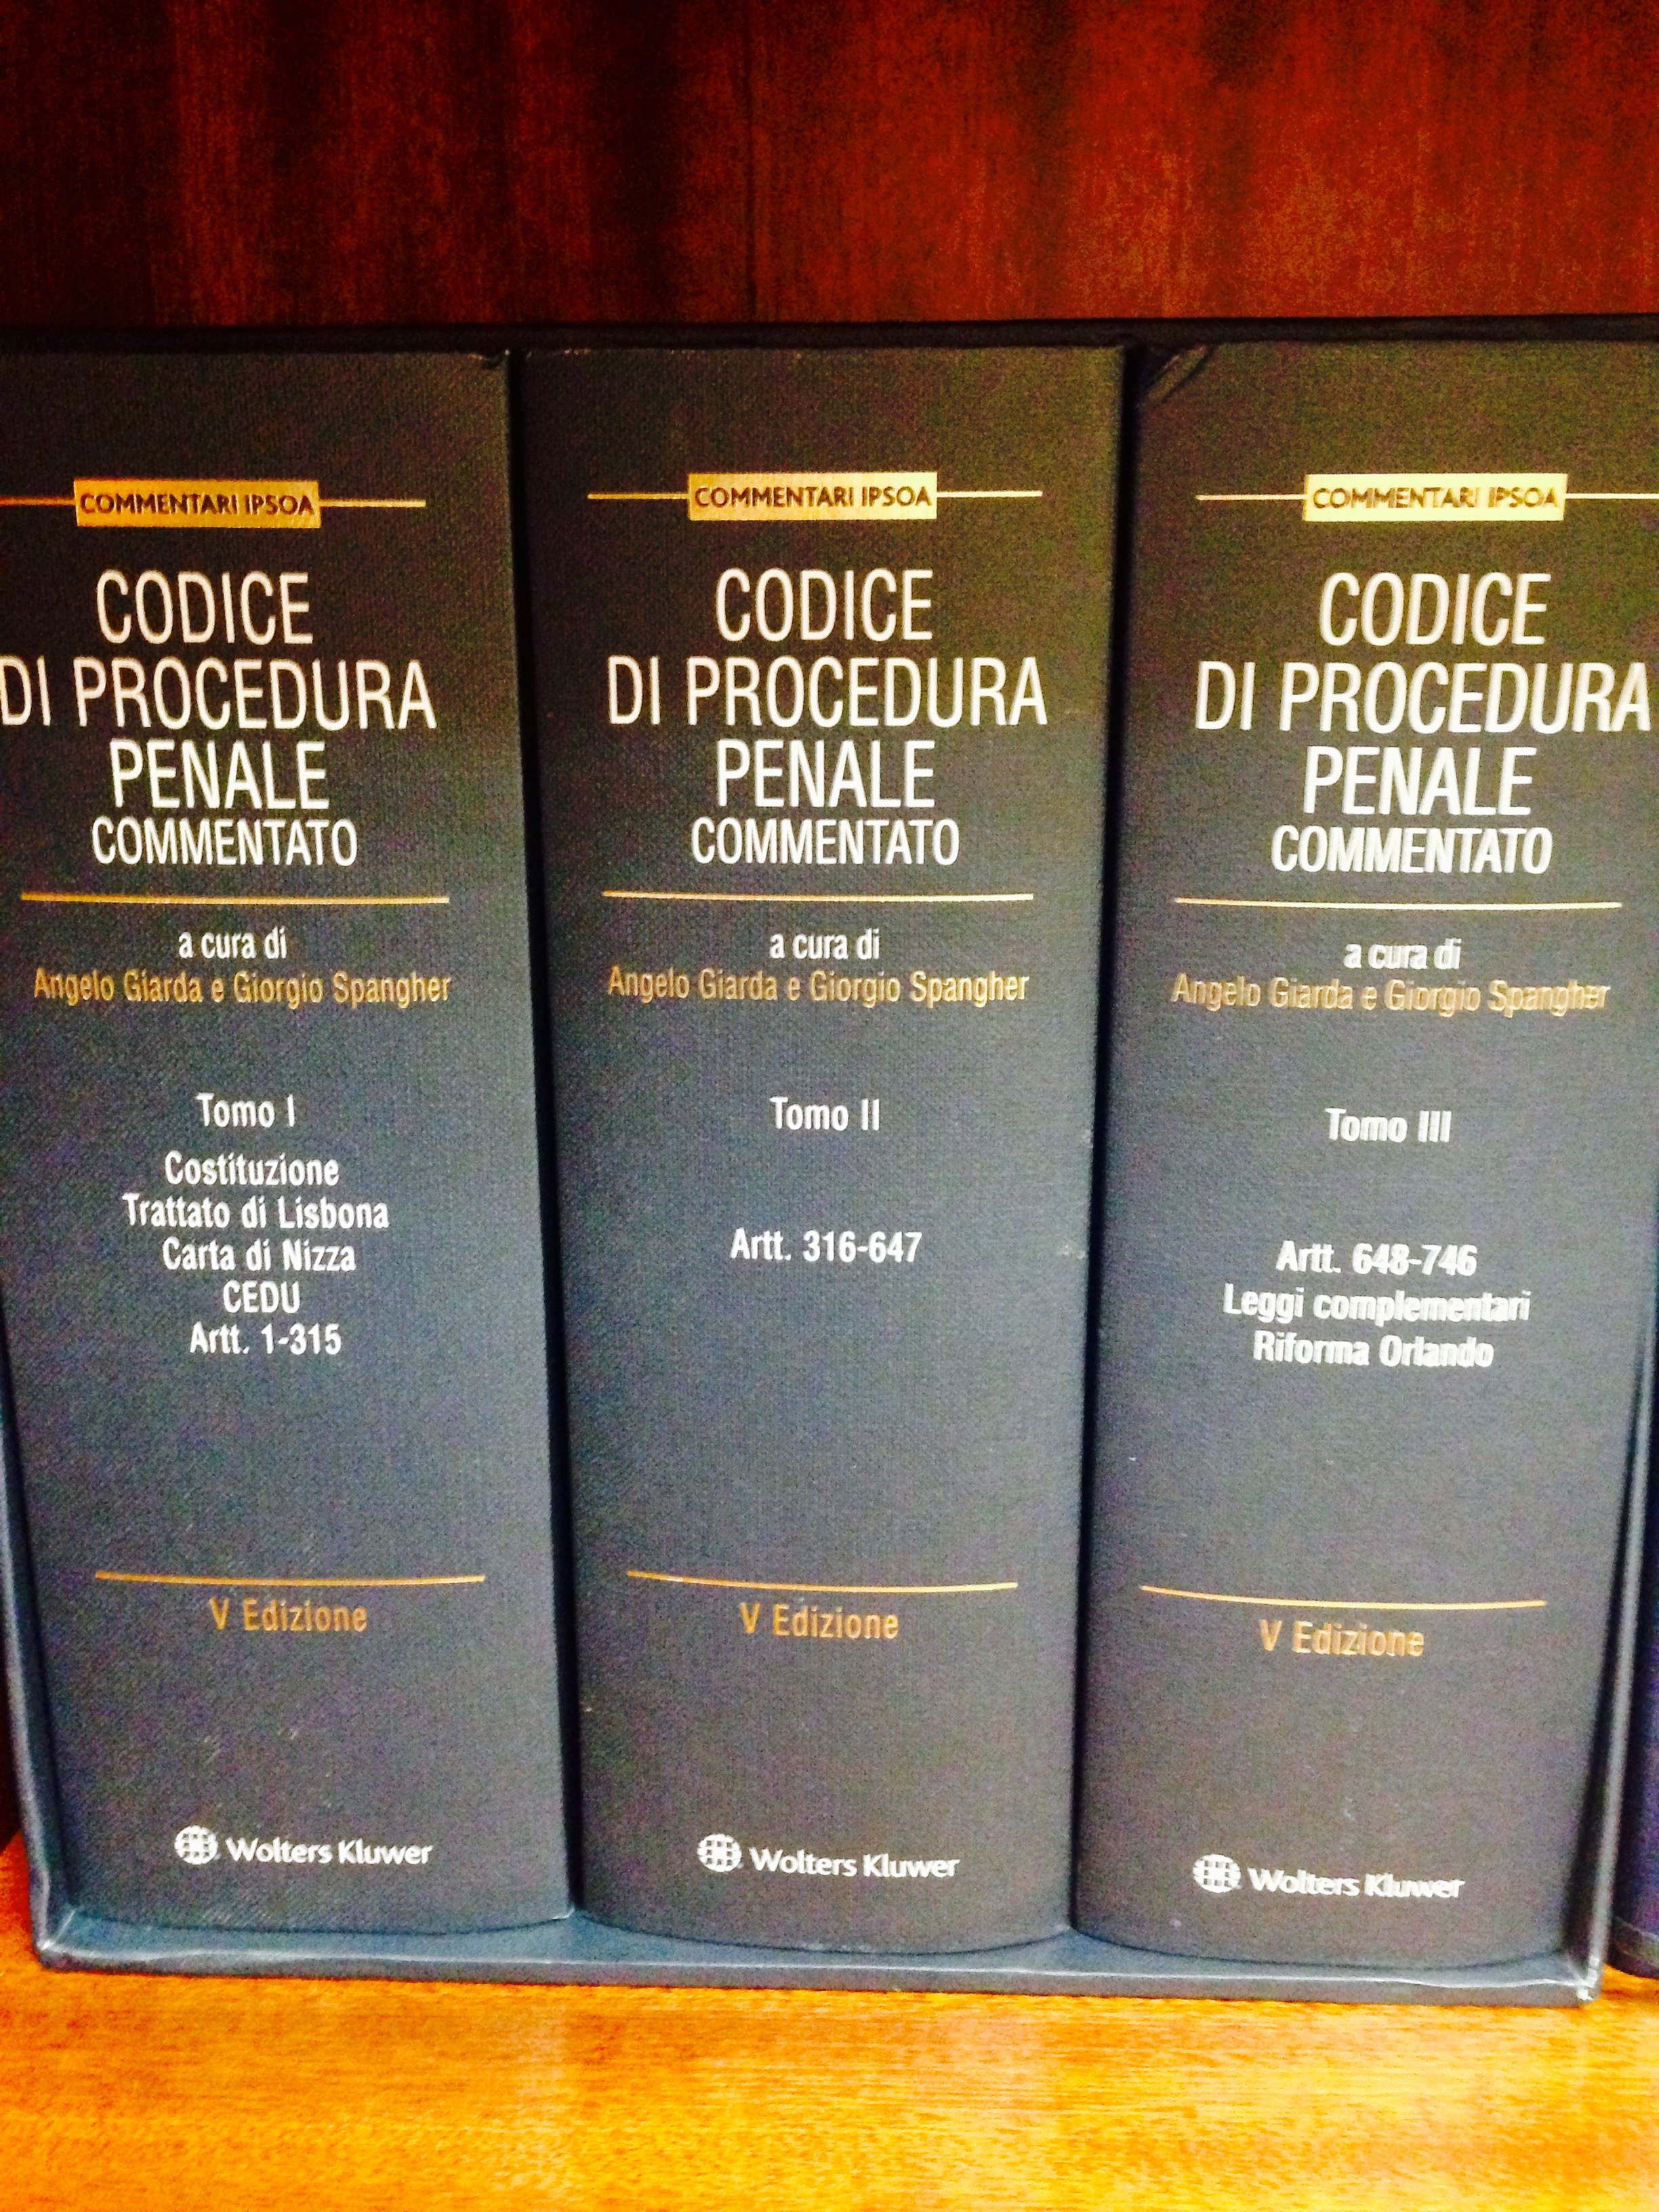 COMMENTARI IPSOA
CODICE
DI PROCEDURA
PENALE
COMMENTATO
a cura di
Angelo Giarda e Giorgio Spangher
Tomo I
Costituzione
Trattato di Lisbona
Carta di Nizza
CEDU
Artt. 1-315
V Edizione
Wolters Kluwer
COMMENTARI IPSOA
CODICE
DI PROCEDURA
PENALE
COMMENTATO
a cura di
Angelo Giarda e Giorgio Spangher
Tomo II
Artt. 316-647
V Edizione
Wolters Kluwer
COMMENTARI IPSOA
CODICE
DI PROCEDURA
PENALE
COMMENTATO
a cura di
Angelo Giarda e Giorgio Spangher
Tomo III
Artt. 648-746
Leggi complementari
Riforma Orlando
V Edizione
Wolters Kluwer